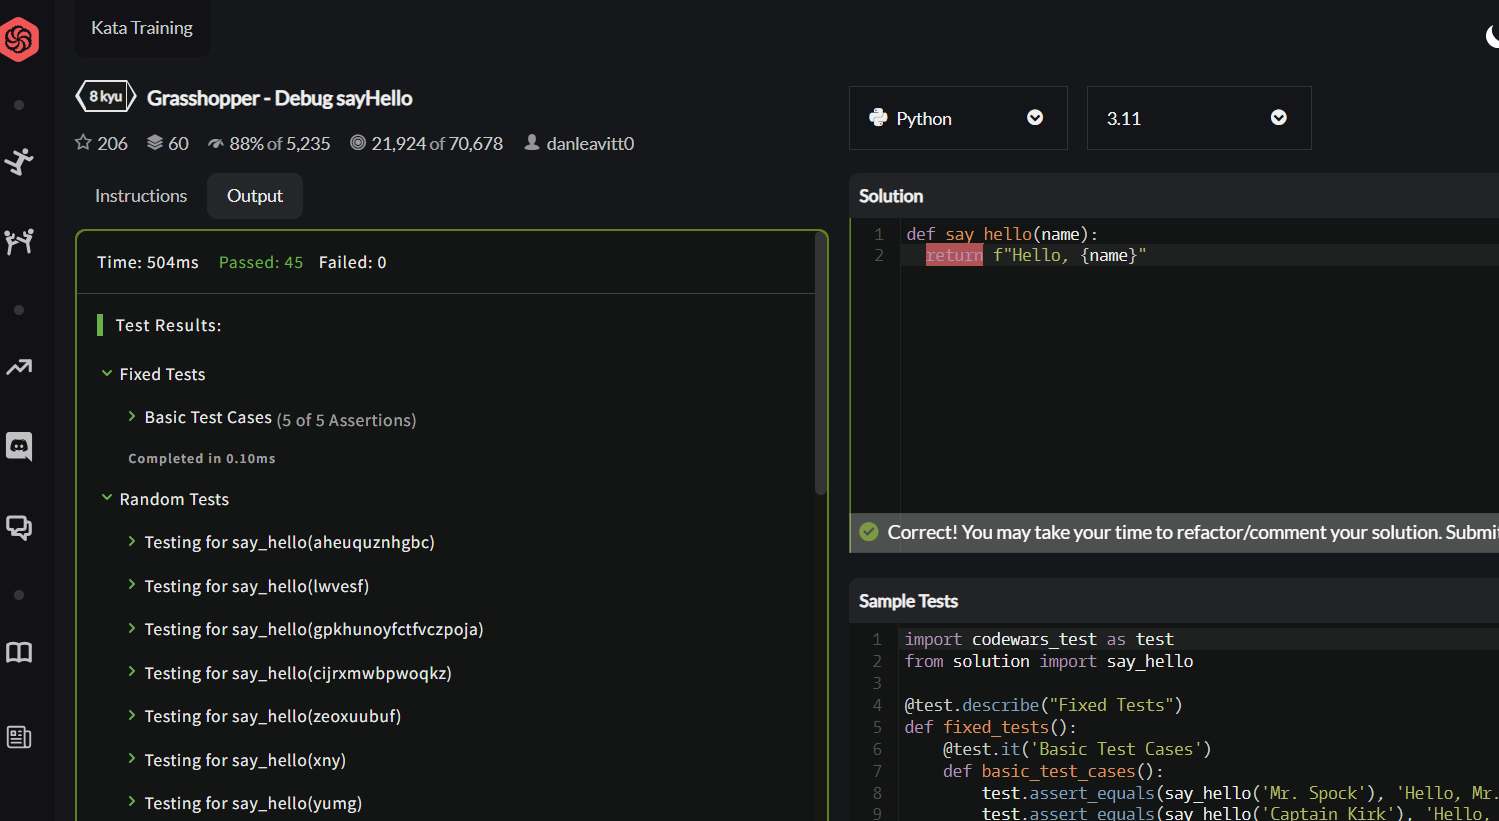 Kata Training
8 kyu Grasshopper - Debug sayHello
206 60 88% of 5,235 21,924 of 70,678 danleavitt0
Instructions Output
Time: 504ms Passed: 45 Failed: 0
Test Results:
Fixed Tests
Basic Test Cases (5 of 5 Assertions)
Completed in 0.10ms
Random Tests
Testing for say_hello(aheuquznhgbc)
Testing for say_hello(lwvesf)
Testing for say_hello(gpkhunoyfctfvczpoja)
Testing for say_hello(cijrxmwbpwoqkz)
Testing for say_hello(zeoxuubuf)
Testing for say_hello(xny)
Testing for say_hello(yumg)
Python 3.11
Solution
1 def say_hello(name):
2 return f"Hello, {name}"
Correct! You may take your time to refactor/comment your solution. Submit
Sample Tests
1 import codewars_test as test
2 from solution import say_hello
3
4 @test.describe("Fixed Tests")
5 def fixed_tests():
6 @test.it('Basic Test Cases')
7 def basic_test_cases():
8 test.assert_equals(say_hello('Mr. Spock'), 'Hello, Mr.
9 test.assert_equals(say_hello('Captain Kirk'), 'Hello,